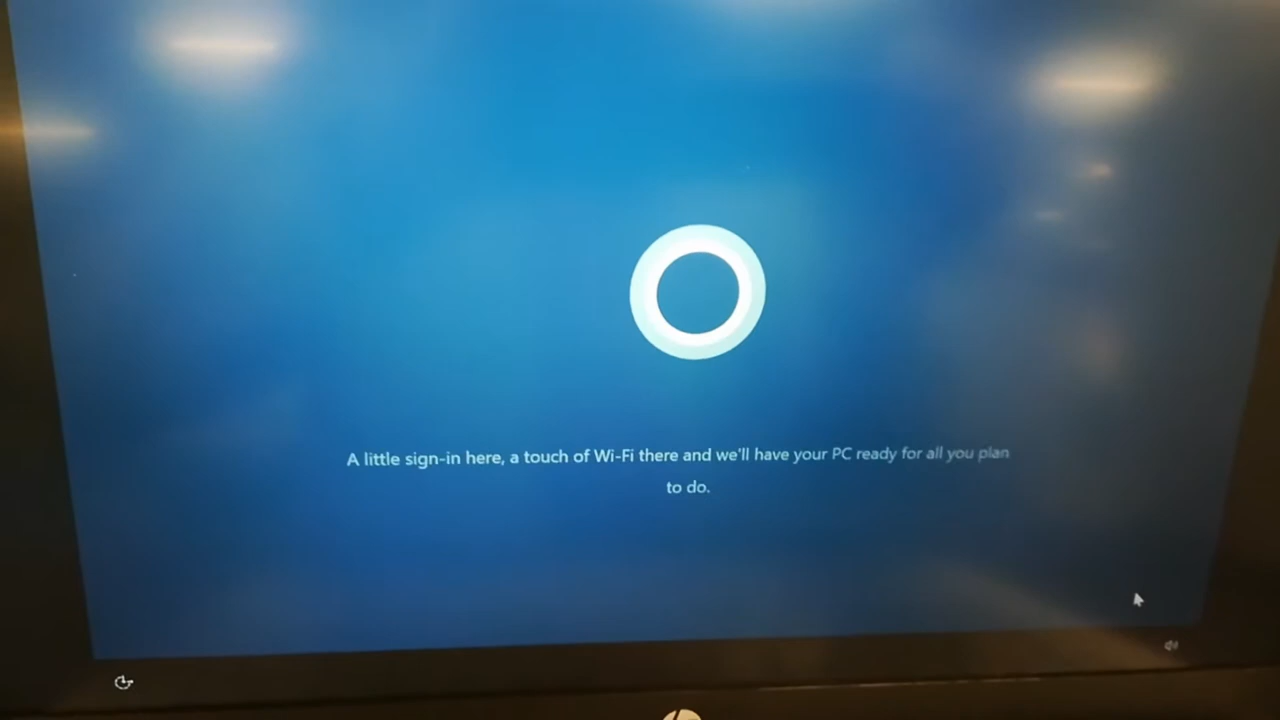 A little sign-in here, a touch of Wi-Fi there and we'll have your PC ready for all you plan
to do.